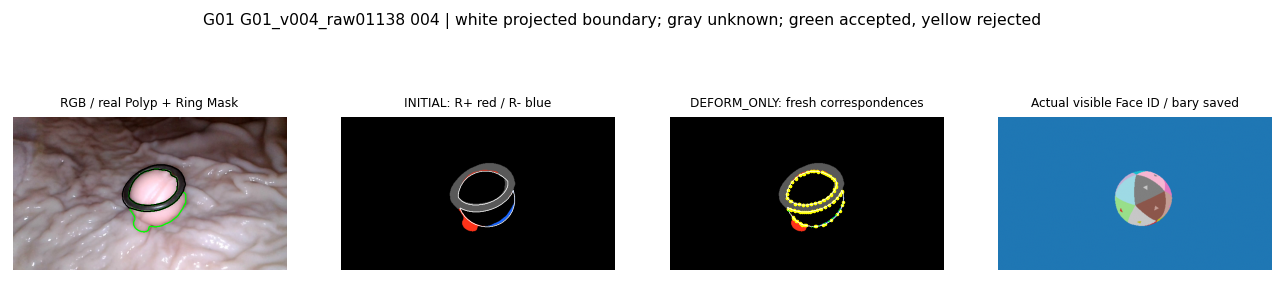 G01 G01_v004_raw01138 004 | white projected boundary; gray unknown; green accepted, yellow rejected
RGB / real Polyp + Ring Mask
INITIAL: R+ red / R- blue
DEFORM_ONLY: fresh correspondences
Actual visible Face ID / bary saved